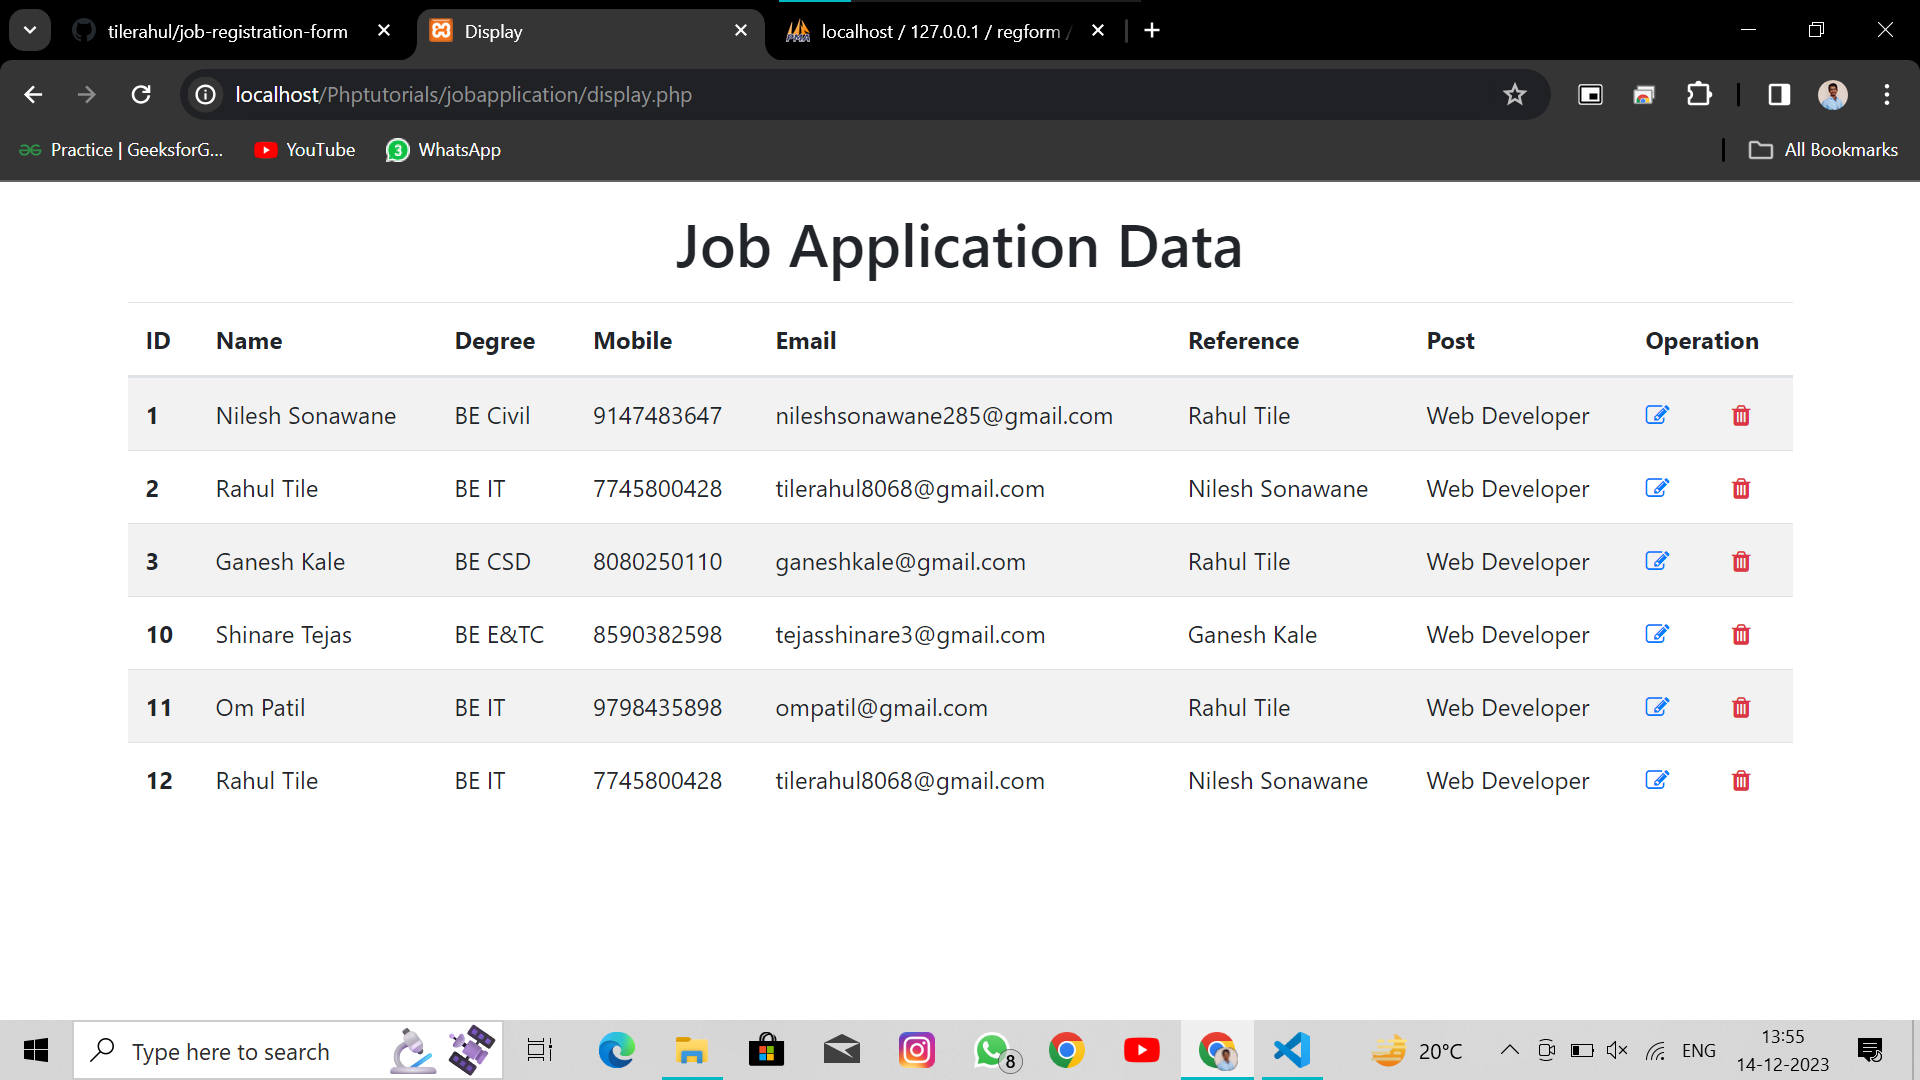 tilerahul/job-registration-form
Display
localhost / 127.0.0.1 / regform /
localhost/Phptutorials/jobapplication/display.php
Practice | GeeksforG...
YouTube
3
WhatsApp
All Bookmarks
Job Application Data
ID Name Degree Mobile Email Reference Post Operation
1 Nilesh Sonawane BE Civil 9147483647 nileshsonawane285@gmail.com Rahul Tile Web Developer
2 Rahul Tile BE IT 7745800428 tilerahul8068@gmail.com Nilesh Sonawane Web Developer
3 Ganesh Kale BE CSD 8080250110 ganeshkale@gmail.com Rahul Tile Web Developer
10 Shinare Tejas BE E&TC 8590382598 tejasshinare3@gmail.com Ganesh Kale Web Developer
11 Om Patil BE IT 9798435898 ompatil@gmail.com Rahul Tile Web Developer
12 Rahul Tile BE IT 7745800428 tilerahul8068@gmail.com Nilesh Sonawane Web Developer
Type here to search
8
20°C
ENG
13:55
14-12-2023